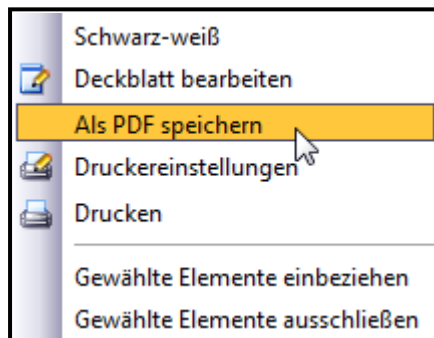 Schwarz-weiß
Deckblatt bearbeiten
Als PDF speichern
Druckereinstellungen
Drucken
Gewählte Elemente einbeziehen
Gewählte Elemente ausschließen